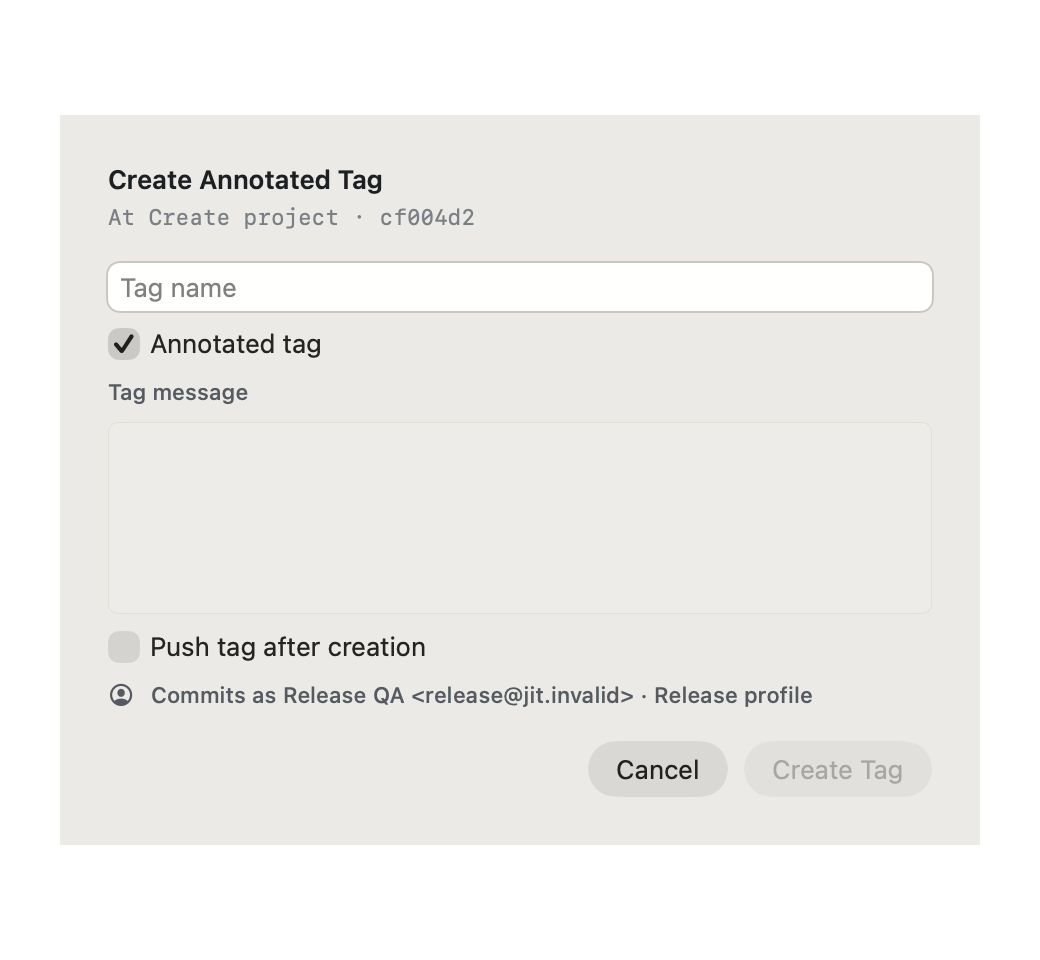 Create Annotated Tag
At Create project · cf004d2
Tag name
Annotated tag
Tag message
Push tag after creation
Commits as Release QA <release@jit.invalid> · Release profile
Cancel Create Tag